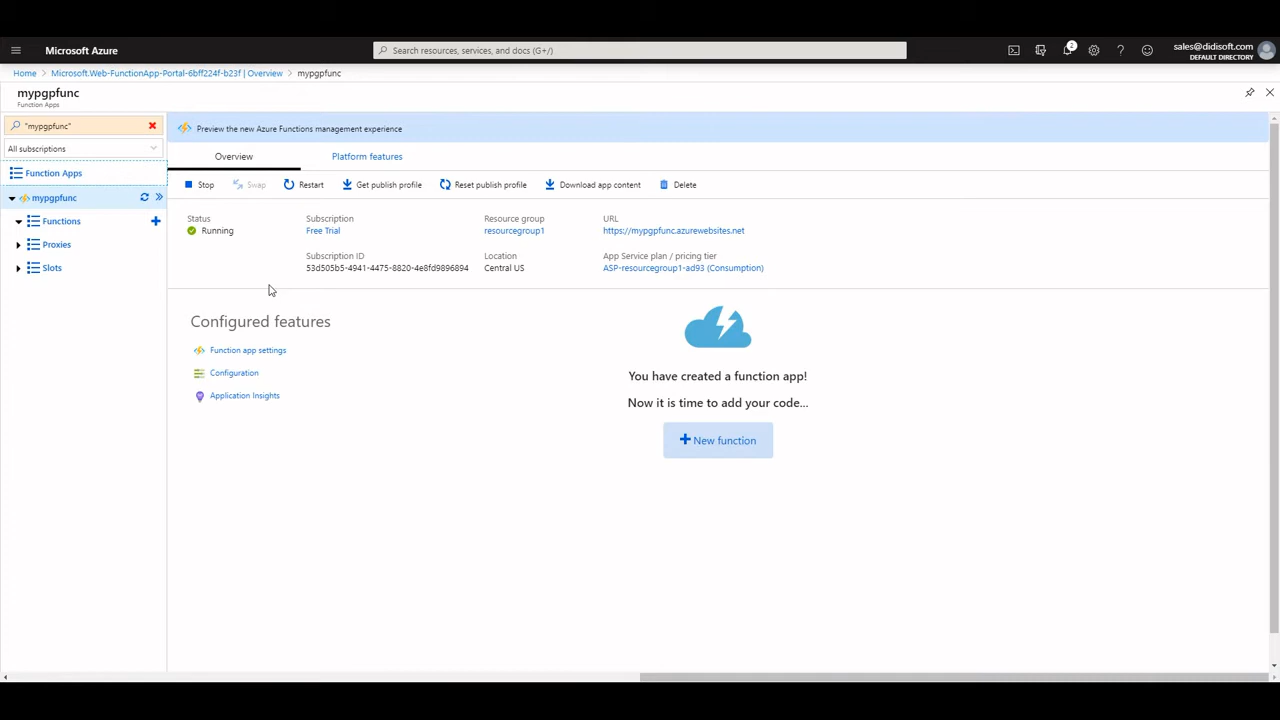 Microsoft Azure
Search resources, services, and docs (G+/)
2
sales@didisoft.com
DEFAULT DIRECTORY
Home > Microsoft.Web-FunctionApp-Portal-6bff224f-b23f | Overview > mypgpfunc
mypgpfunc
Function Apps
"mypgpfunc"
All subscriptions
Function Apps
mypgpfunc
Functions
Proxies
Slots
Preview the new Azure Functions management experience
Overview
Platform features
Stop
Swap
Restart
Get publish profile
Reset publish profile
Download app content
Delete
Status
Running
Subscription
Free Trial
Resource group
resourcegroup1
URL
https://mypgpfunc.azurewebsites.net
Subscription ID
53d505b5-4941-4475-8820-4e8fd9896894
Location
Central US
App Service plan / pricing tier
ASP-resourcegroup1-ad93 (Consumption)
Configured features
Function app settings
Configuration
Application Insights
You have created a function app!
Now it is time to add your code...
+ New function